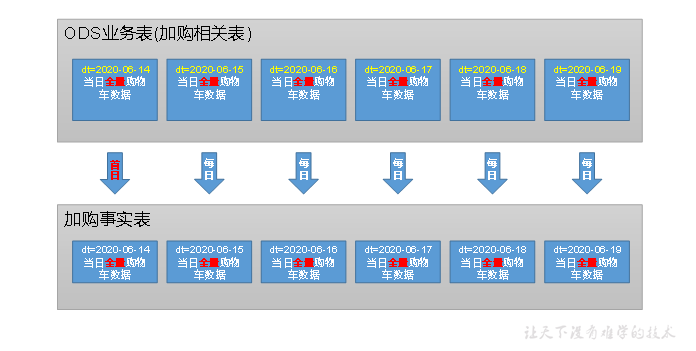 ODS业务表(加购相关表)
dt=2020-06-14 dt=2020-06-15 dt=2020-06-16 dt=2020-06-17 dt=2020-06-18 dt=2020-06-19
当日全量购物 当日全量购物 当日全量购物 当日全量购物 当日全量购物 当日全量购物
车数据 车数据 车数据 车数据 车数据 车数据
首日 每日 每日 每日 每日 每日
加购事实表
dt=2020-06-14 dt=2020-06-15 dt=2020-06-16 dt=2020-06-17 dt=2020-06-18 dt=2020-06-19
当日全量购物 当日全量购物 当日全量购物 当日全量购物 当日全量购物 当日全量购物
车数据 车数据 车数据 车数据 车数据 车数据
让天下没有难学的技术